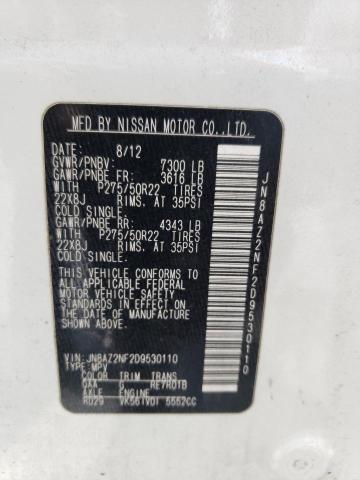 MFD BY NISSAN MOTOR CO.,LTD.
DATE: 8/12
GVWR/PNBV: 7300 LB
GAWR/PNBE FR: 3616 LB
WITH P275/50R22 TIRES
22X8J RIMS, AT 35PSI
COLD SINGLE.
GAWR/PNBE RR: 4343 LB
WITH P275/50R22 TIRES
22X8J RIMS, AT 35PSI
COLD SINGLE.
THIS VEHICLE CONFORMS TO
ALL APPLICABLE FEDERAL
MOTOR VEHICLE SAFETY
STANDARDS IN EFFECT ON THE
DATE OF MANUFACTURE SHOWN
ABOVE.
VIN: JN8AZ2NF2D9530110
TYPE: MPV
COLOR TRIM TRANS
QAA G RE7R01B
AXLE ENGINE
R029 VK56(VD) 5552CC
JN8AZ2NF2D9530110